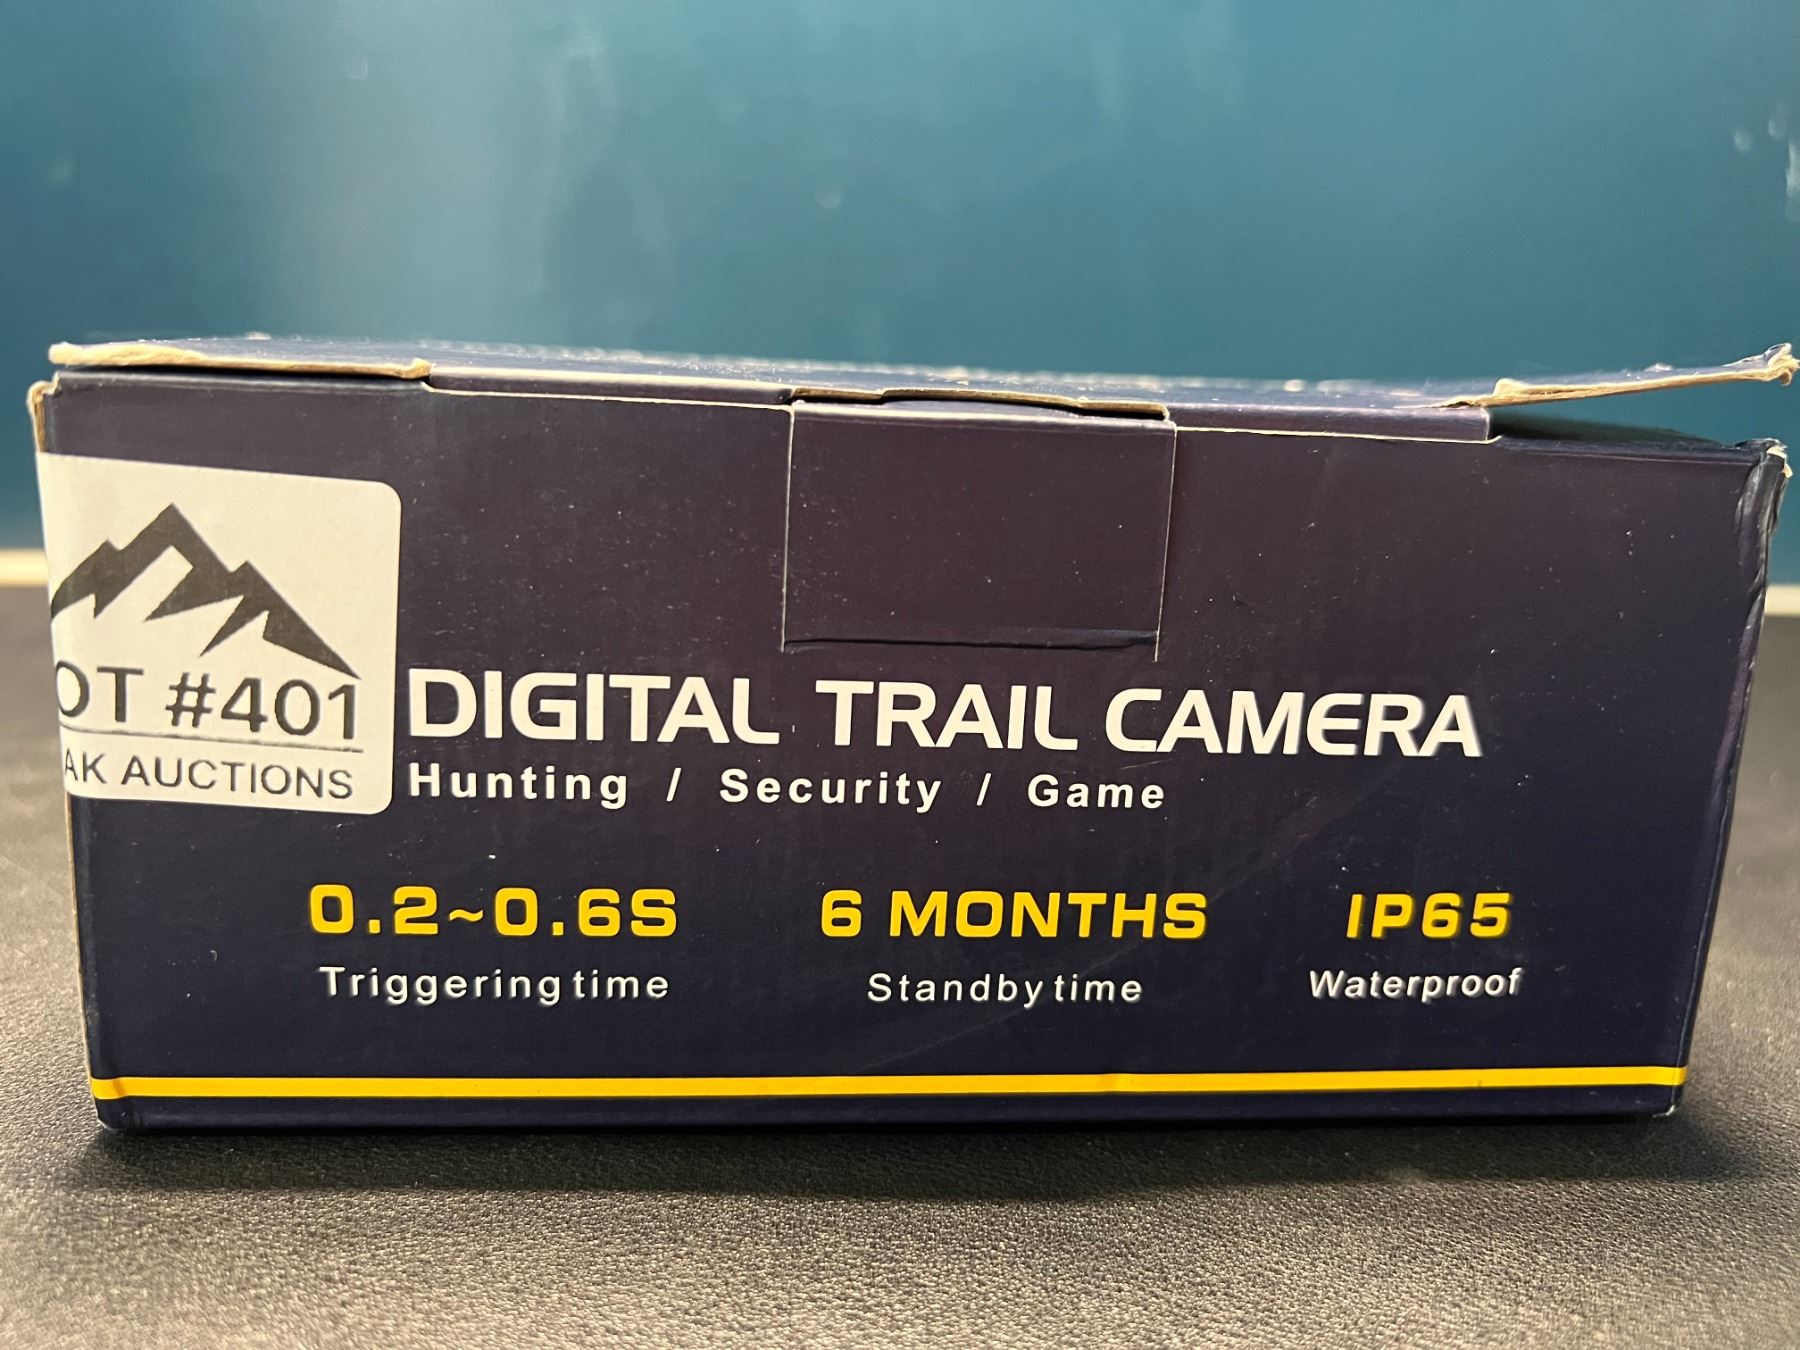 OT #401
AK AUCTIONS
DIGITAL TRAIL CAMERA
Hunting / Security / Game
0.2~0.6S 6 MONTHS IP65
Triggering time Standby time Waterproof